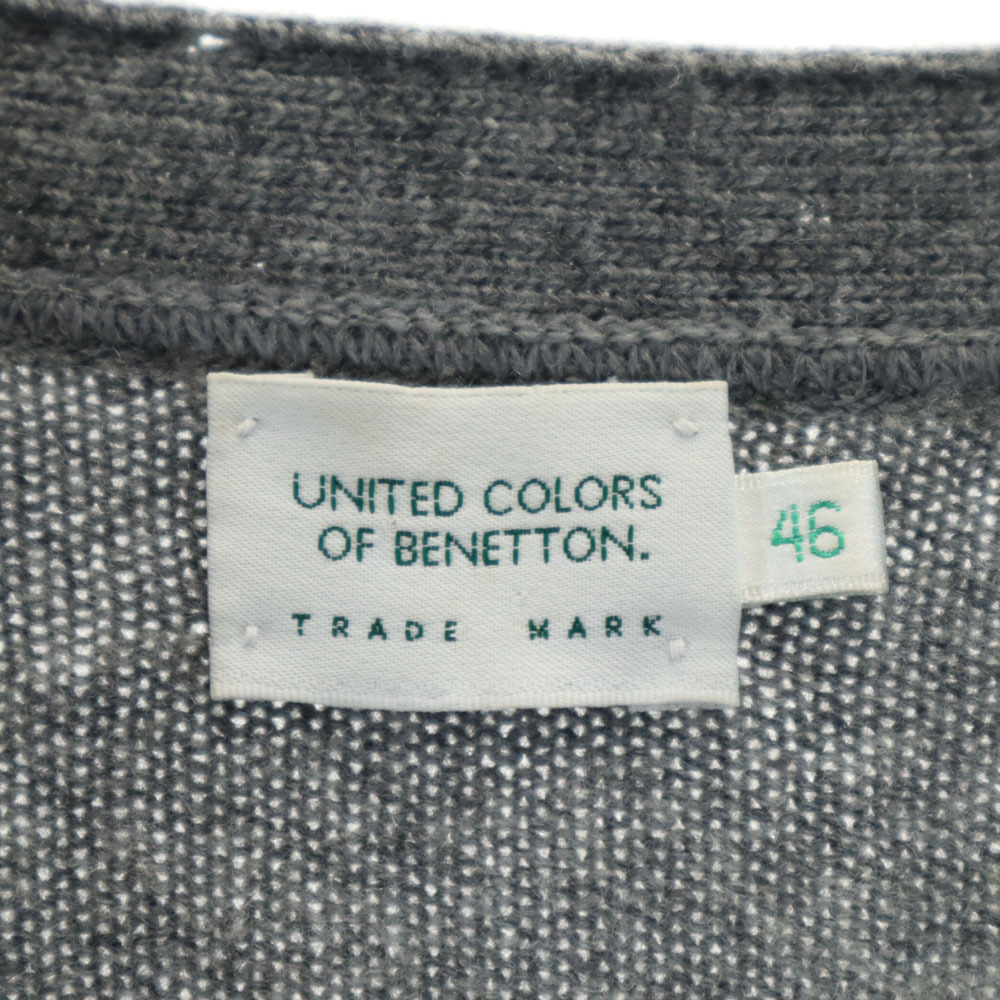 UNITED COLORS
OF BENETTON.
TRADE MARK
46